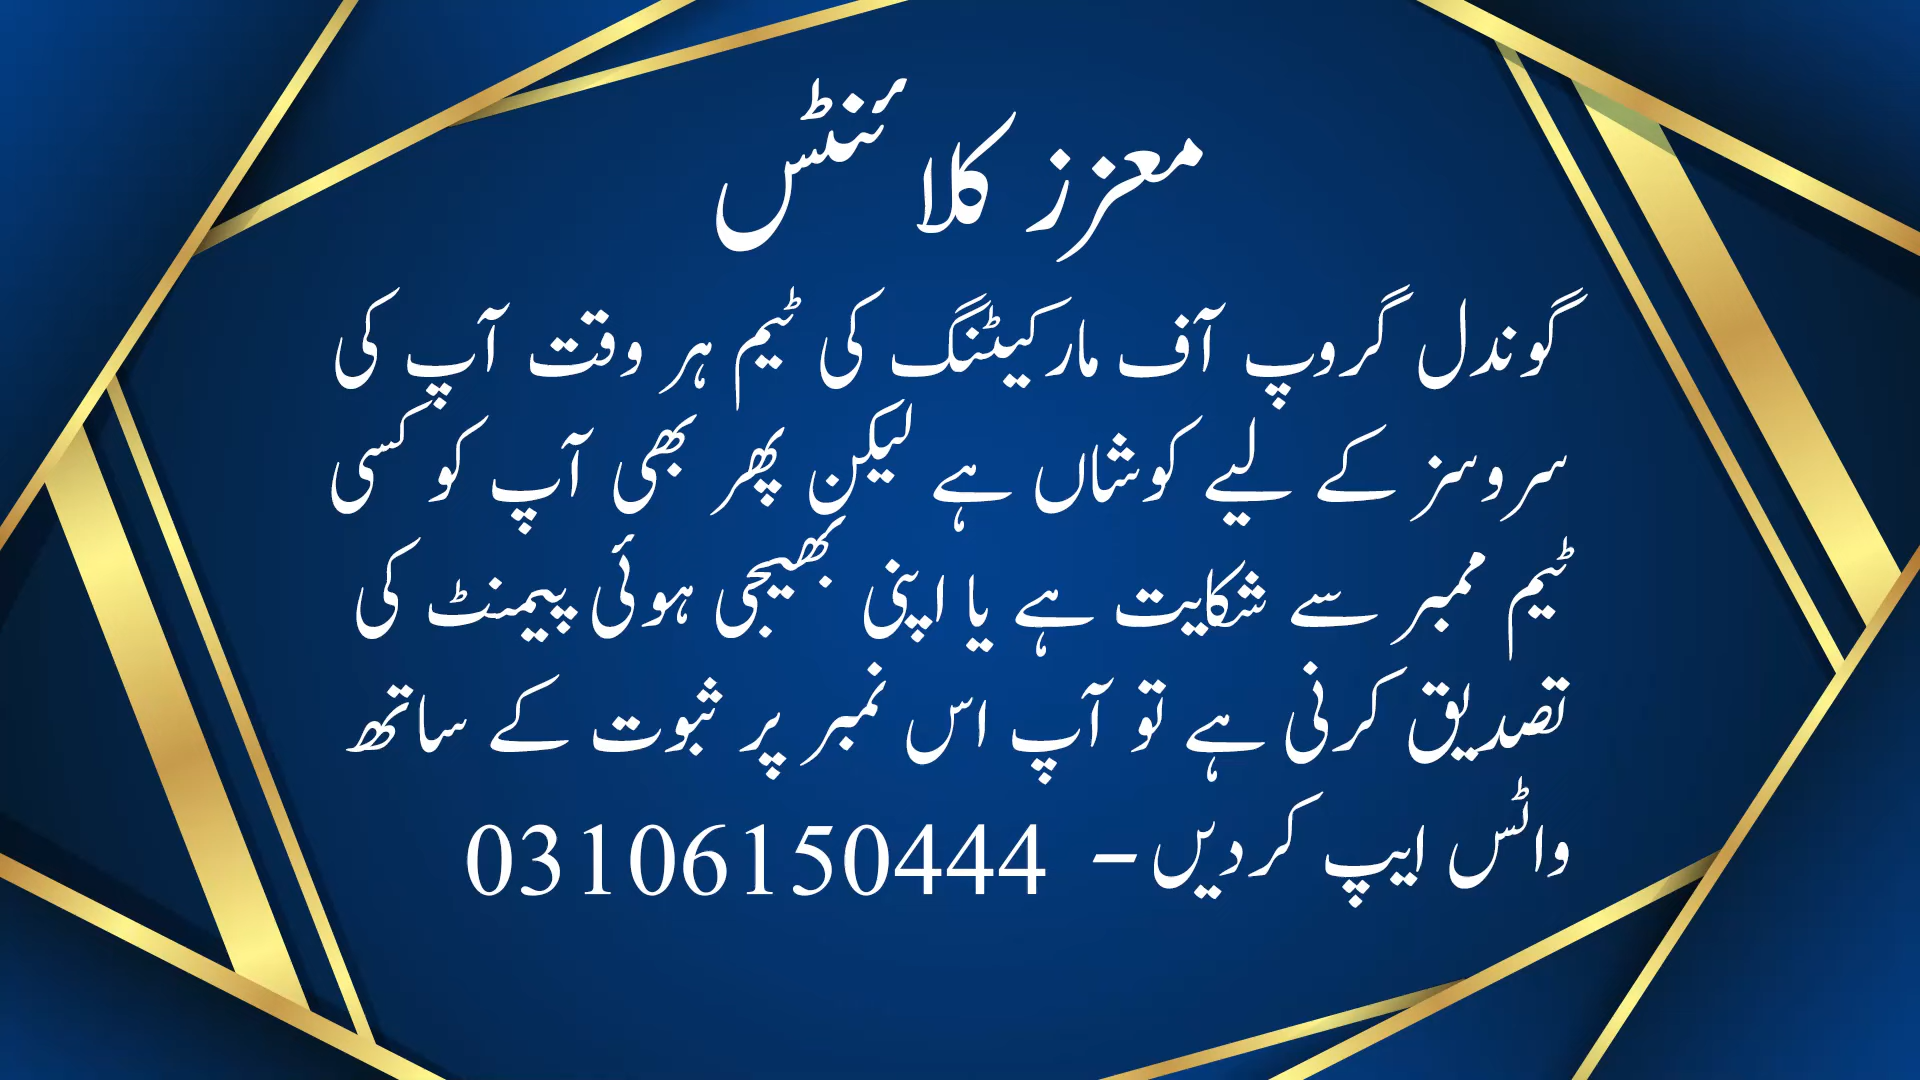 معزز کلائنٹس
گوندل گروپ آف مارکیٹنگ کی ٹیم ہر وقت آپ کی
سروسز کے لیے کوشاں ہے لیکن پھر بھی آپ کو کسی
ٹیم ممبر سے شکایت ہے یا اپنی بھیجی ہوئی پیمنٹ کی
تصدیق کرنی ہے تو آپ اس نمبر پر ثبوت کے ساتھ
واٹس ایپ کردیں۔ – 03106150444